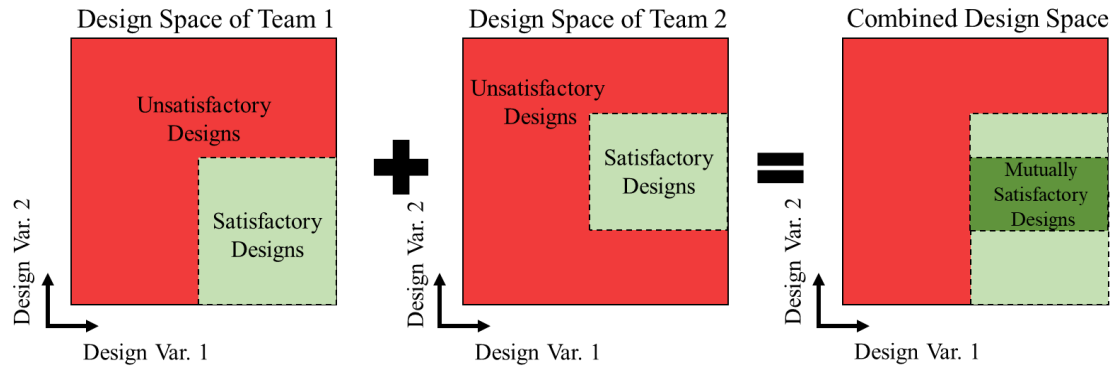 Design Space of Team 1
Unsatisfactory
Designs
Satisfactory
Designs
Design Var. 2
Design Var. 1
Design Space of Team 2
Unsatisfactory
Designs
Satisfactory
Designs
Design Var. 2
Design Var. 1
Combined Design Space
Mutually
Satisfactory
Designs
Design Var. 2
Design Var. 1